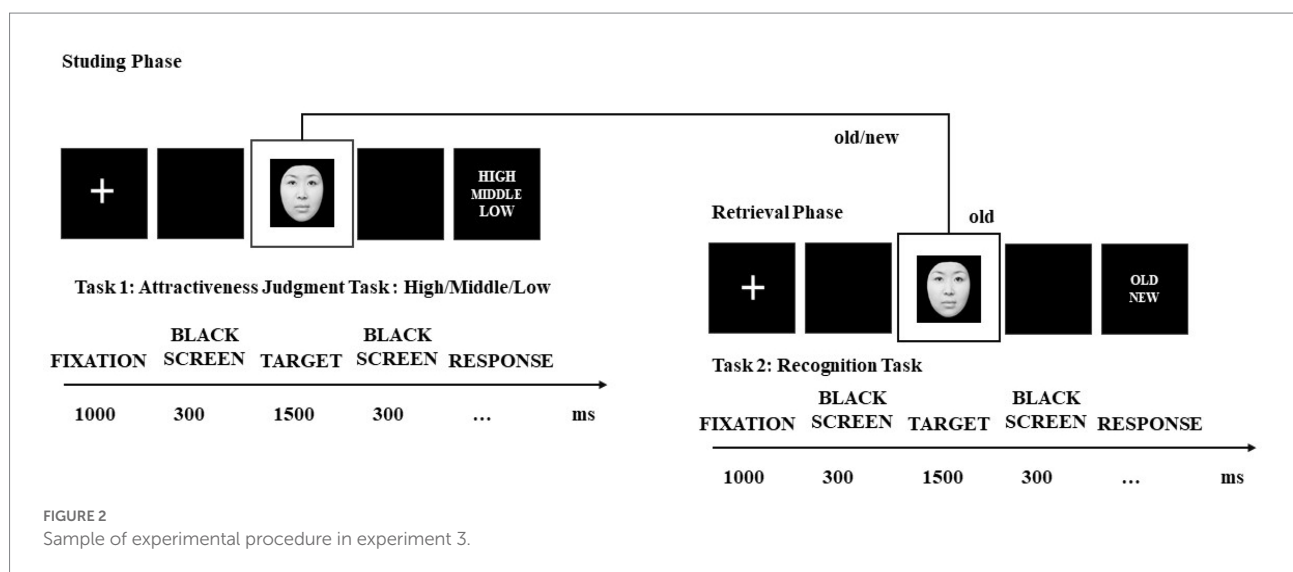 Studing Phase
old/new
HIGH
MIDDLE
LOW
Retrieval Phase
old
Task 1: Attractiveness Judgment Task: High/Middle/Low
FIXATION BLACK SCREEN TARGET BLACK SCREEN RESPONSE
1000 300 1500 300 … ms
OLD
NEW
Task 2: Recognition Task
FIXATION BLACK SCREEN TARGET BLACK SCREEN RESPONSE
1000 300 1500 300 … ms
FIGURE 2
Sample of experimental procedure in experiment 3.